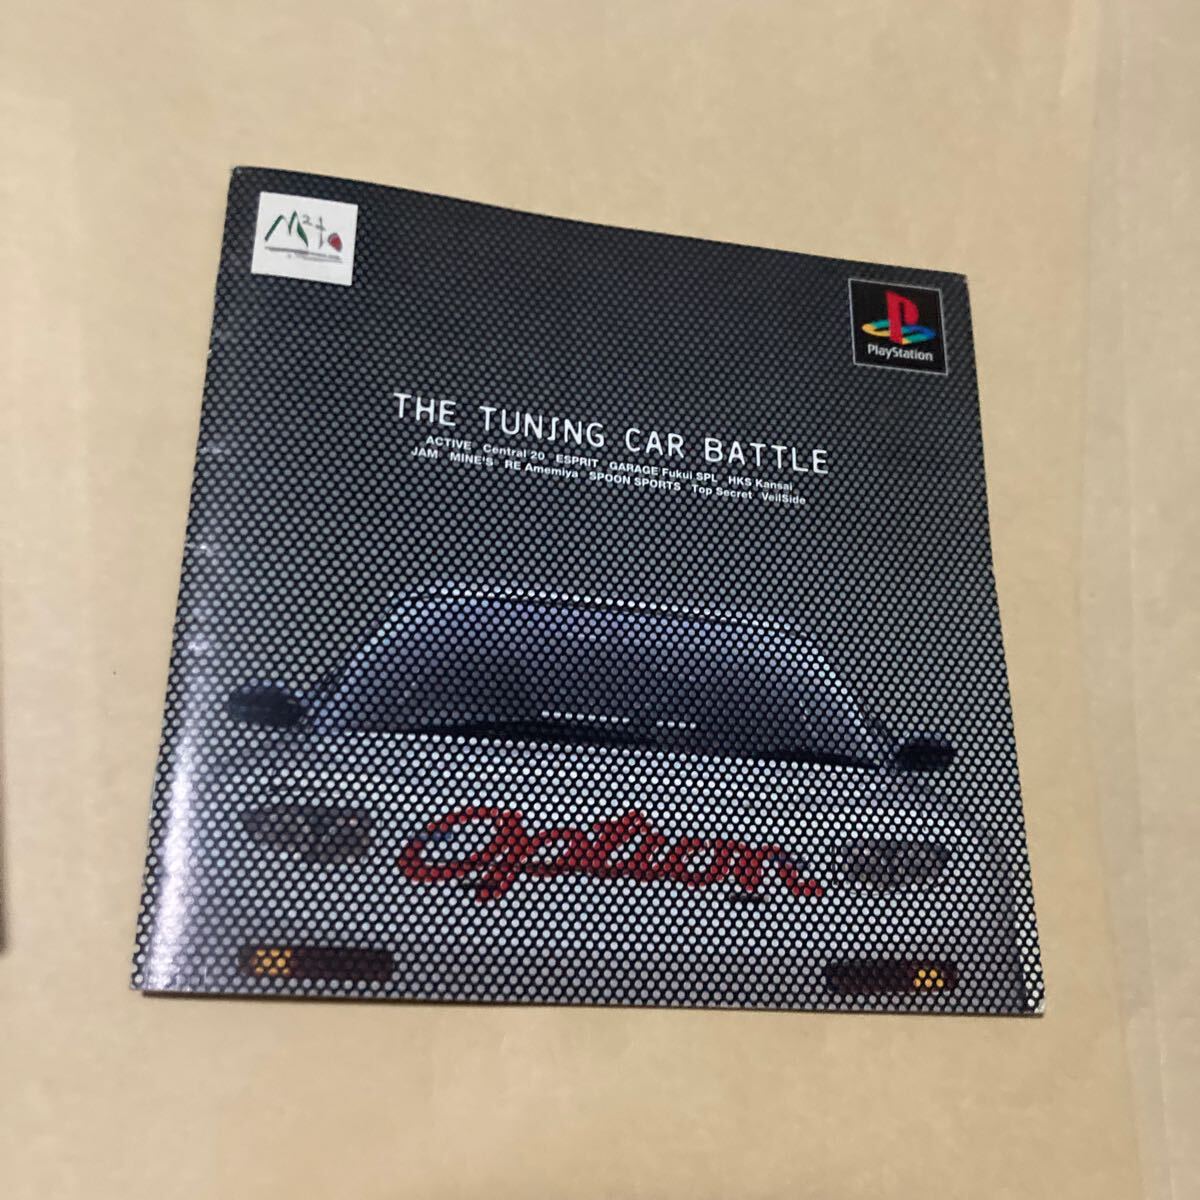 M2
PlayStation
THE TUNING CAR BATTLE
ACTIVE Central 20 ESPRIT GARAGE Fukui SPL HKS Kansai
JAM MINE'S RE Amemiya SPOON SPORTS Top Secret VeilSide
Option